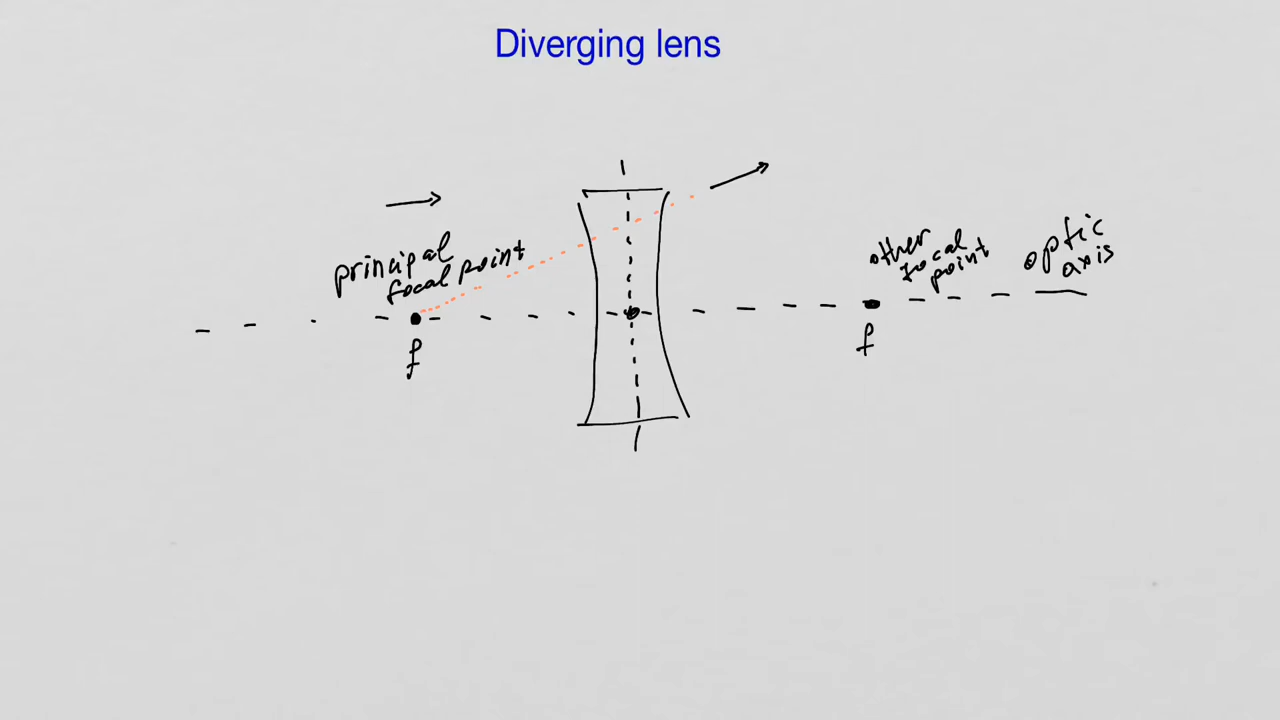 Diverging lens
principal
focal point
other
focal
point
optic
axis
f
f